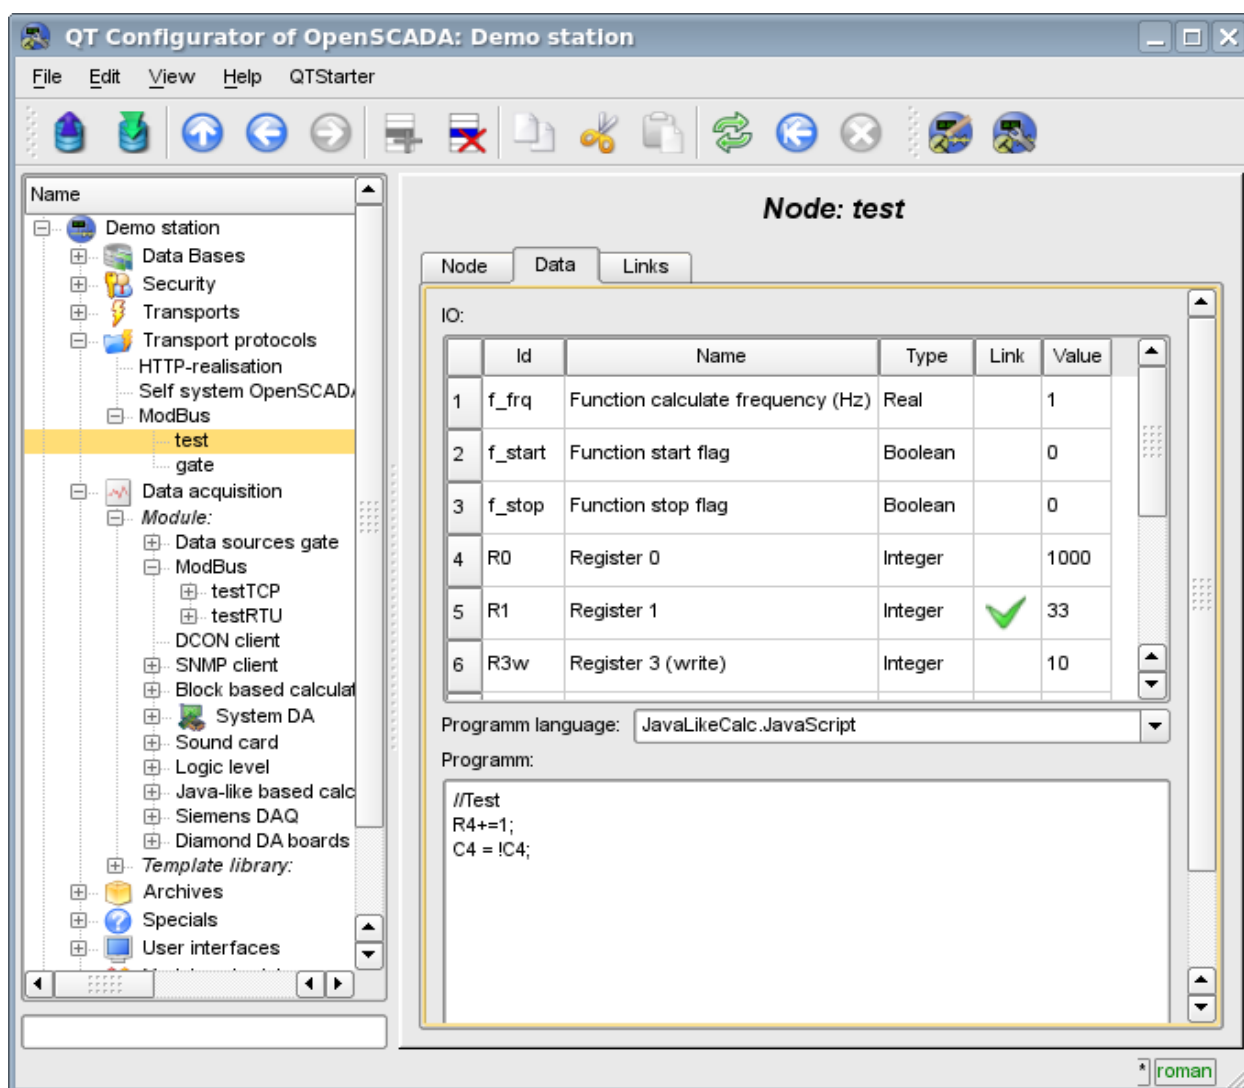 QT Configurator of OpenSCADA: Demo station
File Edit View Help QTStarter
Name
Demo station
Data Bases
Security
Transports
Transport protocols
HTTP-realisation
Self system OpenSCADA
ModBus
test
gate
Data acquisition
Module:
Data sources gate
ModBus
testTCP
testRTU
DCON client
SNMP client
Block based calculat
System DA
Sound card
Logic level
Java-like based calc
Siemens DAQ
Diamond DA boards
Template library:
Archives
Specials
User interfaces
Node: test
Node Data Links
IO:
Id Name Type Link Value
1 f_frq Function calculate frequency (Hz) Real 1
2 f_start Function start flag Boolean 0
3 f_stop Function stop flag Boolean 0
4 R0 Register 0 Integer 1000
5 R1 Register 1 Integer 33
6 R3w Register 3 (write) Integer 10
Programm language: JavaLikeCalc.JavaScript
Programm:
//Test
R4+=1;
C4 = !C4;
* roman